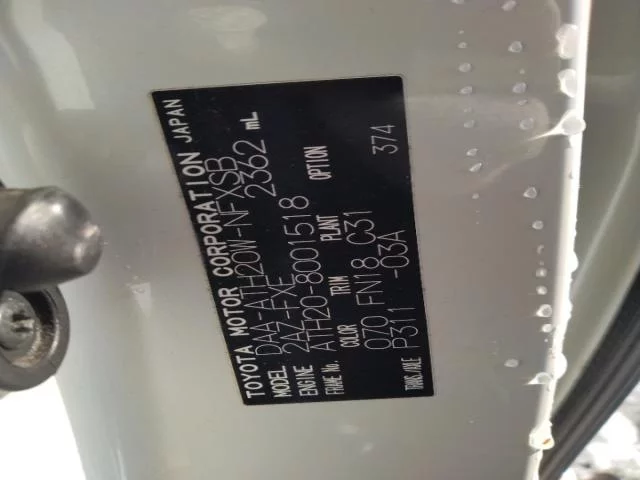 TOYOTA MOTOR CORPORATION JAPAN
MODEL DAA-ATH20W-NFXSB
ENGINE 2AZ-FXE 2362 mL
FRAME No. ATH20-8001518
COLOR TRIM PLANT OPTION
070 FN18 C31 374
TRANS./AXLE P311 -03A